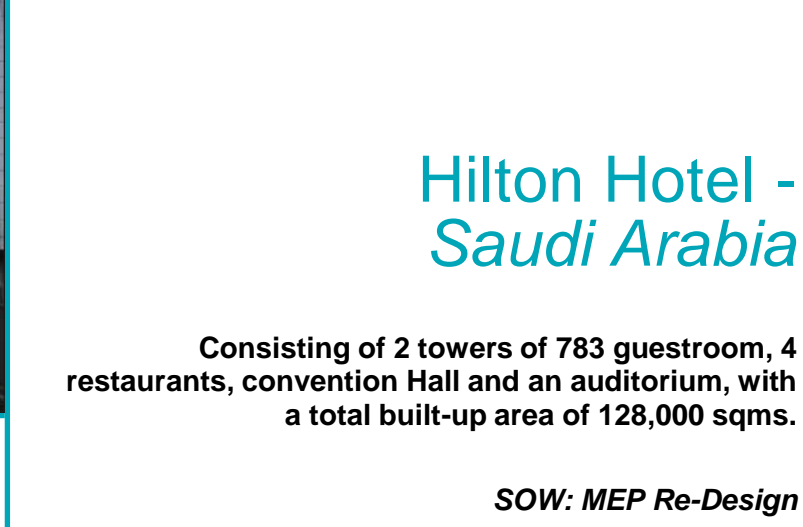 Hilton Hotel -
Saudi Arabia
Consisting of 2 towers of 783 guestroom, 4
restaurants, convention Hall and an auditorium, with
a total built-up area of 128,000 sqms.
SOW: MEP Re-Design